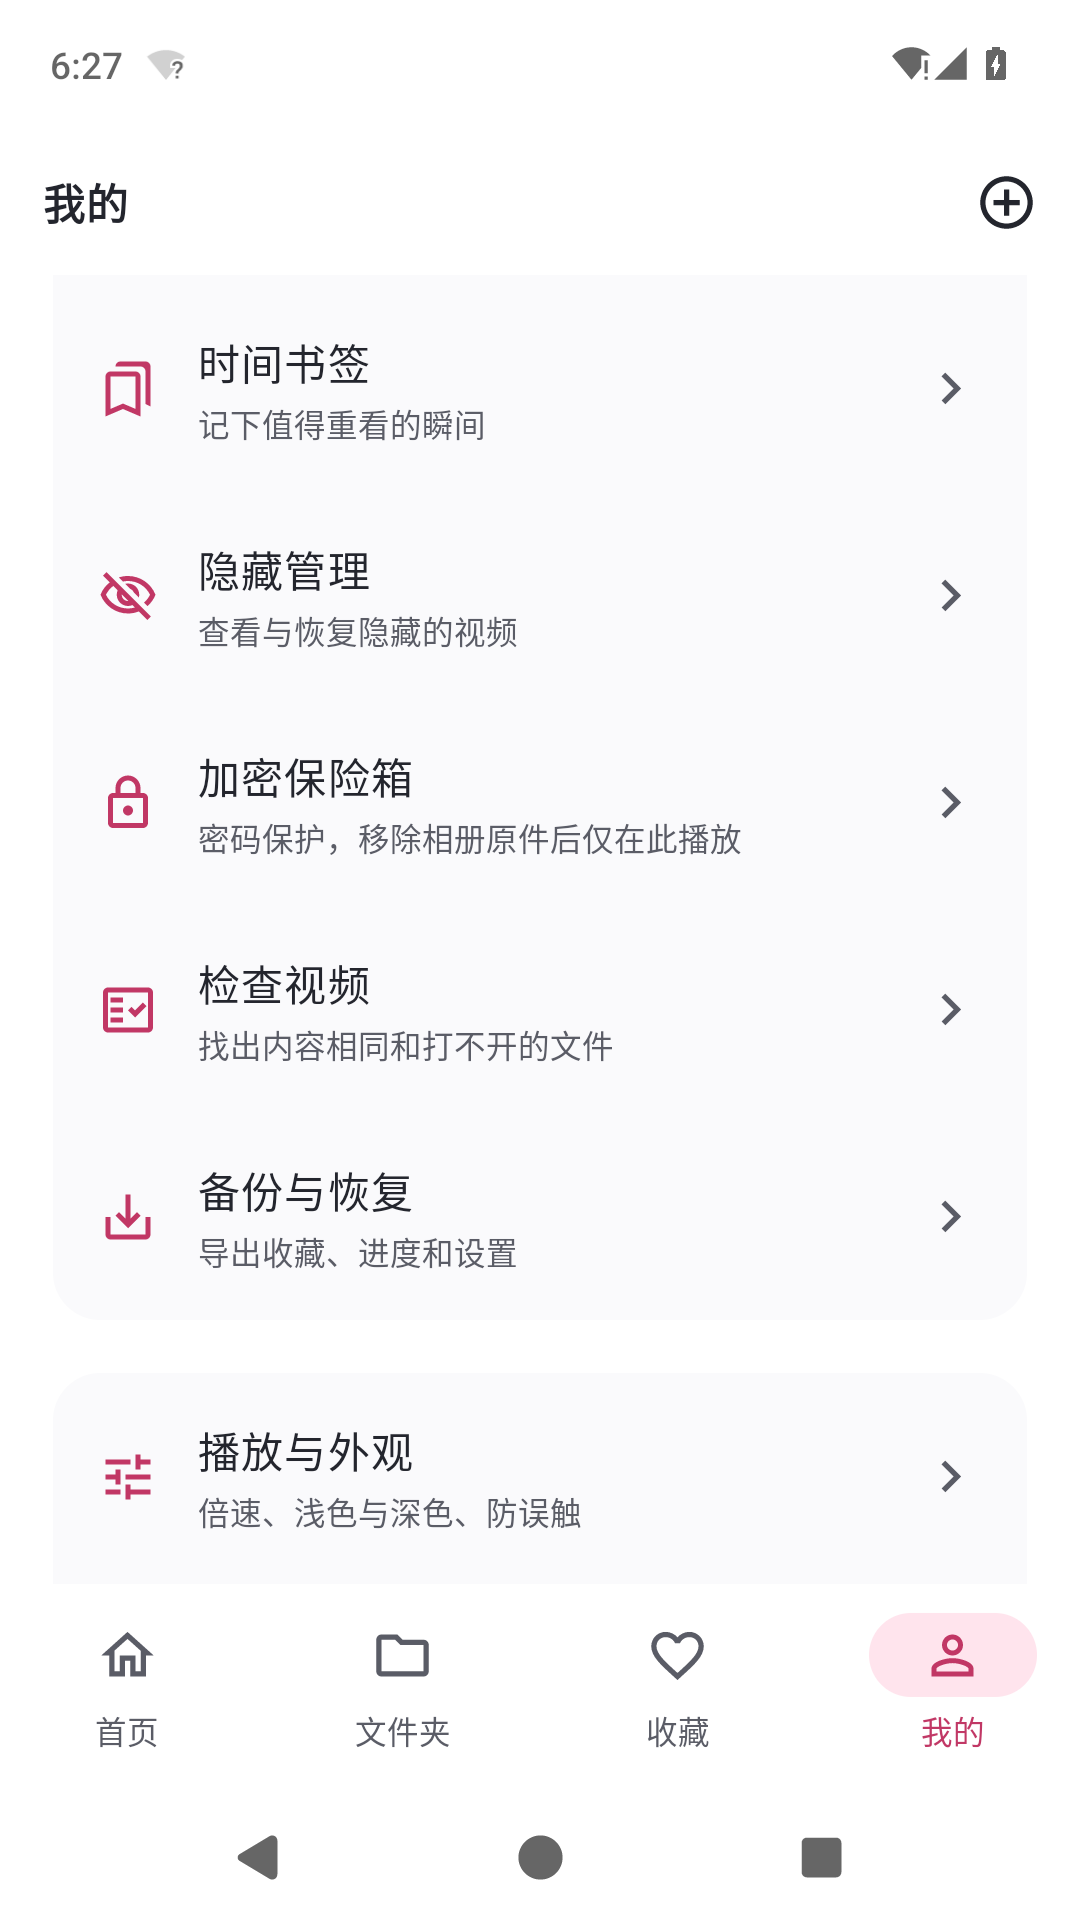 6:27
我的
时间书签
记下值得重看的瞬间
隐藏管理
查看与恢复隐藏的视频
加密保险箱
密码保护，移除相册原件后仅在此播放
检查视频
找出内容相同和打不开的文件
备份与恢复
导出收藏、进度和设置
播放与外观
倍速、浅色与深色、防误触
首页
文件夹
收藏
我的